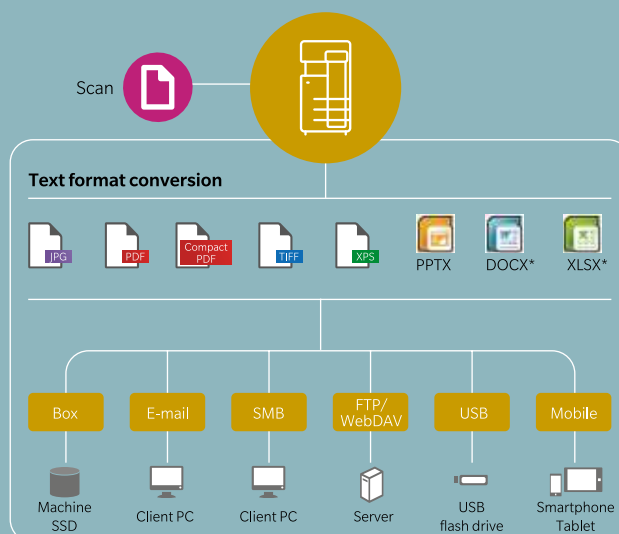 Scan
Text format conversion
JPG
PDF
Compact
PDF
TIFF
XPS
PPTX
DOCX*
XLSX*
Box
E-mail
SMB
FTP/
WebDAV
USB
Mobile
Machine
SSD
Client PC
Client PC
Server
USB
flash drive
Smartphone
Tablet